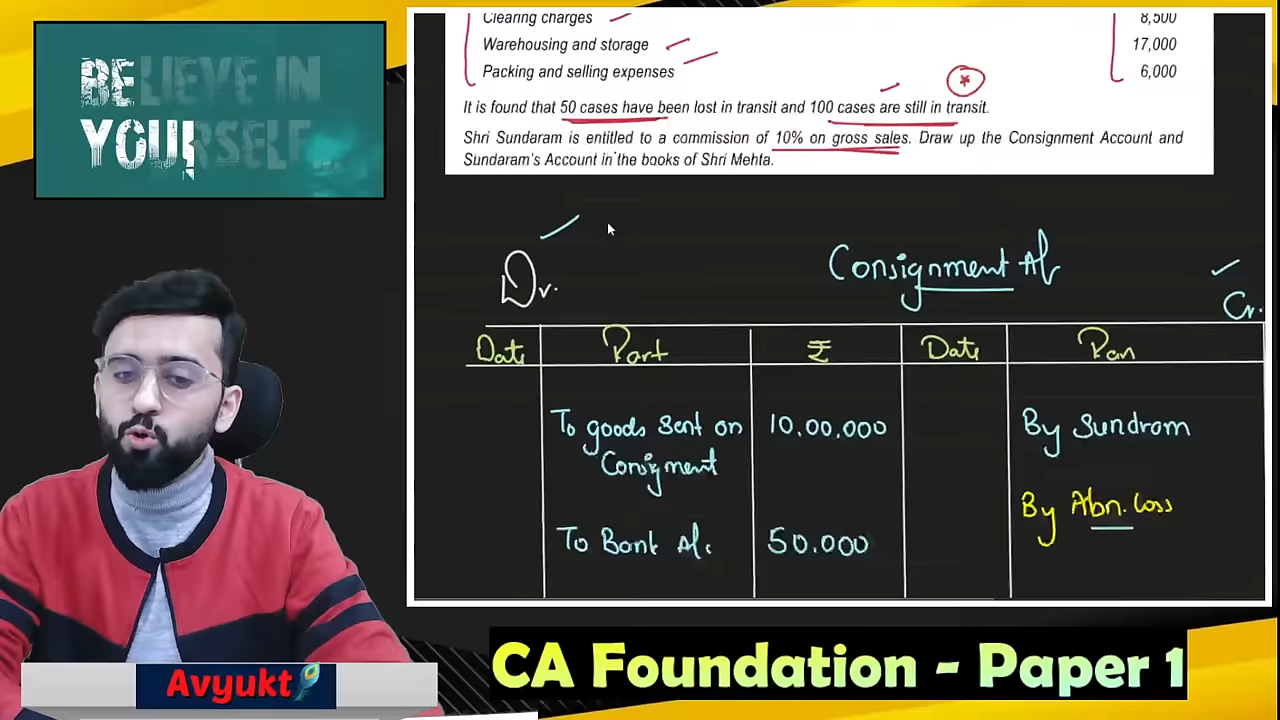 BELIEVE IN
YOURSELF
Clearing charges 8,500
Warehousing and storage 17,000
Packing and selling expenses 6,000
It is found that 50 cases have been lost in transit and 100 cases are still in transit.
Shri Sundaram is entitled to a commission of 10% on gross sales. Draw up the Consignment Account and
Sundaram's Account in the books of Shri Mehta.
Dr.
Consignment A/c
Cr.
Date Part ₹ Date Par
To goods sent on 10,00,000 By Sundram
Consignment
By Abn. Loss
To Bank A/c 50.000
Avyukt
CA Foundation - Paper 1